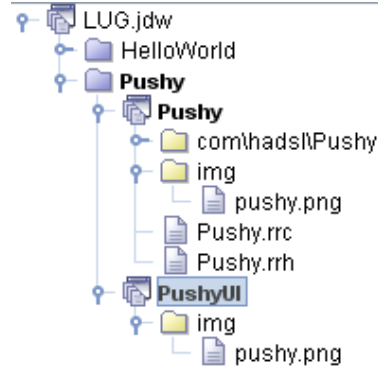 LUG.jdw
HelloWorld
Pushy
Pushy
com\hadsl\Pushy
img
pushy.png
Pushy.rrc
Pushy.rrh
PushyUI
img
pushy.png